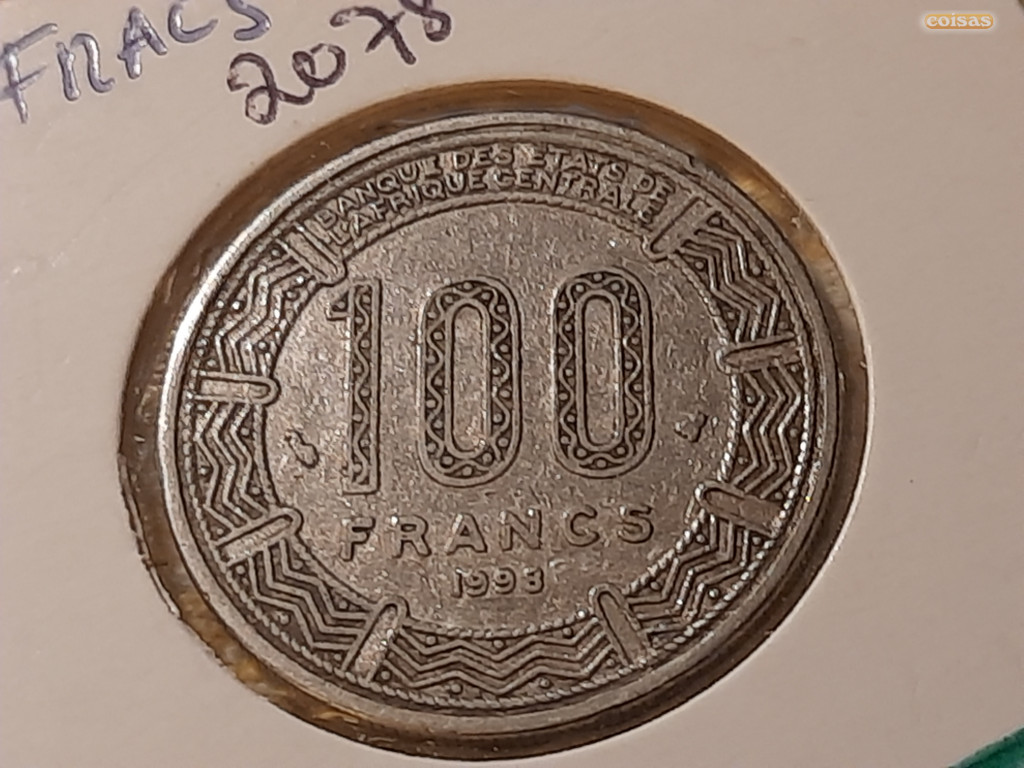 coisas
FRACS
2078
BANQUE DES ETATS DE
L'AFRIQUE CENTRALE
100
FRANCS
1998